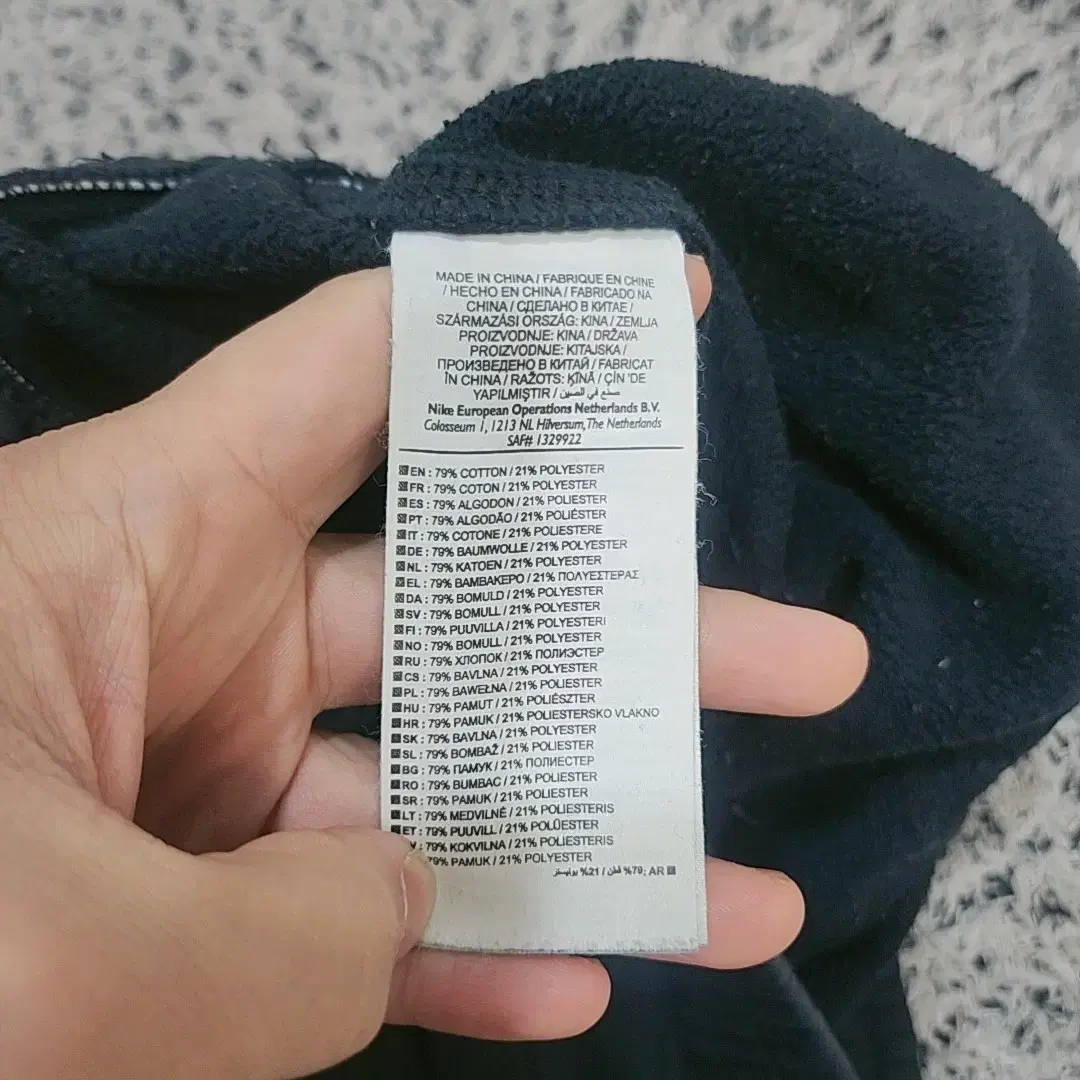 MADE IN CHINA / FABRIQUE EN CHINE
/ HECHO EN CHINA / FABRICADO NA
CHINA / СДЕЛАНО В КИТАЕ /
SZÁRMAZÁSI ORSZÁG: KINA / ZEMLJA
PROIZVODNJE: KINA / DRŽAVA
PROIZVODNJE: KITAJSKA /
ПРОИЗВЕДЕНО В КИТАЙ / FABRICAT
ÎN CHINA / RAŽOTS: ĶĪNĀ / ÇİN 'DE
YAPILMIŞTIR / صنع في الصين
Nike European Operations Netherlands B.V.
Colosseum 1, 1213 NL Hilversum, The Netherlands
SAF# 1329922
EN : 79% COTTON / 21% POLYESTER
FR : 79% COTON / 21% POLYESTER
ES : 79% ALGODON / 21% POLIESTER
PT : 79% ALGODÃO / 21% POLIÉSTER
IT : 79% COTONE / 21% POLIESTERE
DE : 79% BAUMWOLLE / 21% POLYESTER
NL : 79% KATOEN / 21% POLYESTER
EL : 79% ΒΑΜΒΑΚΕΡΟ / 21% ΠΟΛΥΕΣΤΕΡΑΣ
DA : 79% BOMULD / 21% POLYESTER
SV : 79% BOMULL / 21% POLYESTER
FI : 79% PUUVILLA / 21% POLYESTERI
NO : 79% BOMULL / 21% POLYESTER
RU : 79% ХЛОПОК / 21% ПОЛИЭСТЕР
CS : 79% BAVLNA / 21% POLYESTER
PL : 79% BAWEŁNA / 21% POLIESTER
HU : 79% PAMUT / 21% POLIÉSZTER
HR : 79% PAMUK / 21% POLIESTERSKO VLAKNO
SK : 79% BAVLNA / 21% POLYESTER
SL : 79% BOMBAŽ / 21% POLIESTER
BG : 79% ПАМУК / 21% ПОЛИЕСТЕР
RO : 79% BUMBAC / 21% POLIESTER
SR : 79% PAMUK / 21% POLIESTER
LT : 79% MEDVILNĖ / 21% POLIESTERIS
ET : 79% PUUVILL / 21% POLÜESTER
: 79% KOKVILNA / 21% POLIESTERIS
79% PAMUK / 21% POLYESTER
AR :79% قطن / 21% بوليستر